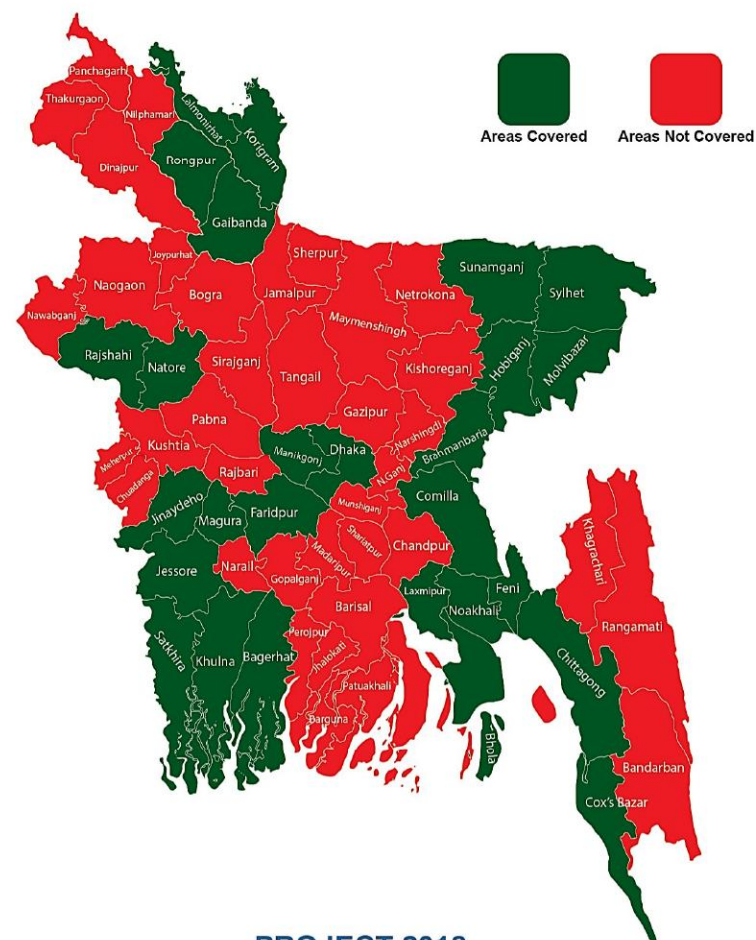 Areas Covered
Areas Not Covered
Panchagarh
Thakurgaon
Nilphamari
Lalmonirhat
Korigram
Dinajpur
Rongpur
Gaibanda
Joypurhat
Naogaon
Bogra
Sherpur
Jamalpur
Maymenshingh
Netrokona
Sunamganj
Sylhet
Nawabganj
Rajshahi
Natore
Sirajganj
Tangail
Kishoreganj
Hobiganj
Molvibazar
Pabna
Gazipur
Narshingdi
Brahmanbaria
Meherpur
Kushtia
Chuadanga
Rajbari
Manikgonj
Dhaka
N.Ganj
Munshiganj
Comilla
Jinaydeho
Magura
Faridpur
Shariatpur
Madaripur
Chandpur
Khagrachari
Jessore
Narail
Gopalganj
Barisal
Laxmipur
Noakhali
Feni
Rangamati
Satkhira
Khulna
Bagerhat
Perojpur
Jhalokati
Patuakhali
Barguna
Bhola
Chittagong
Bandarban
Cox's Bazar